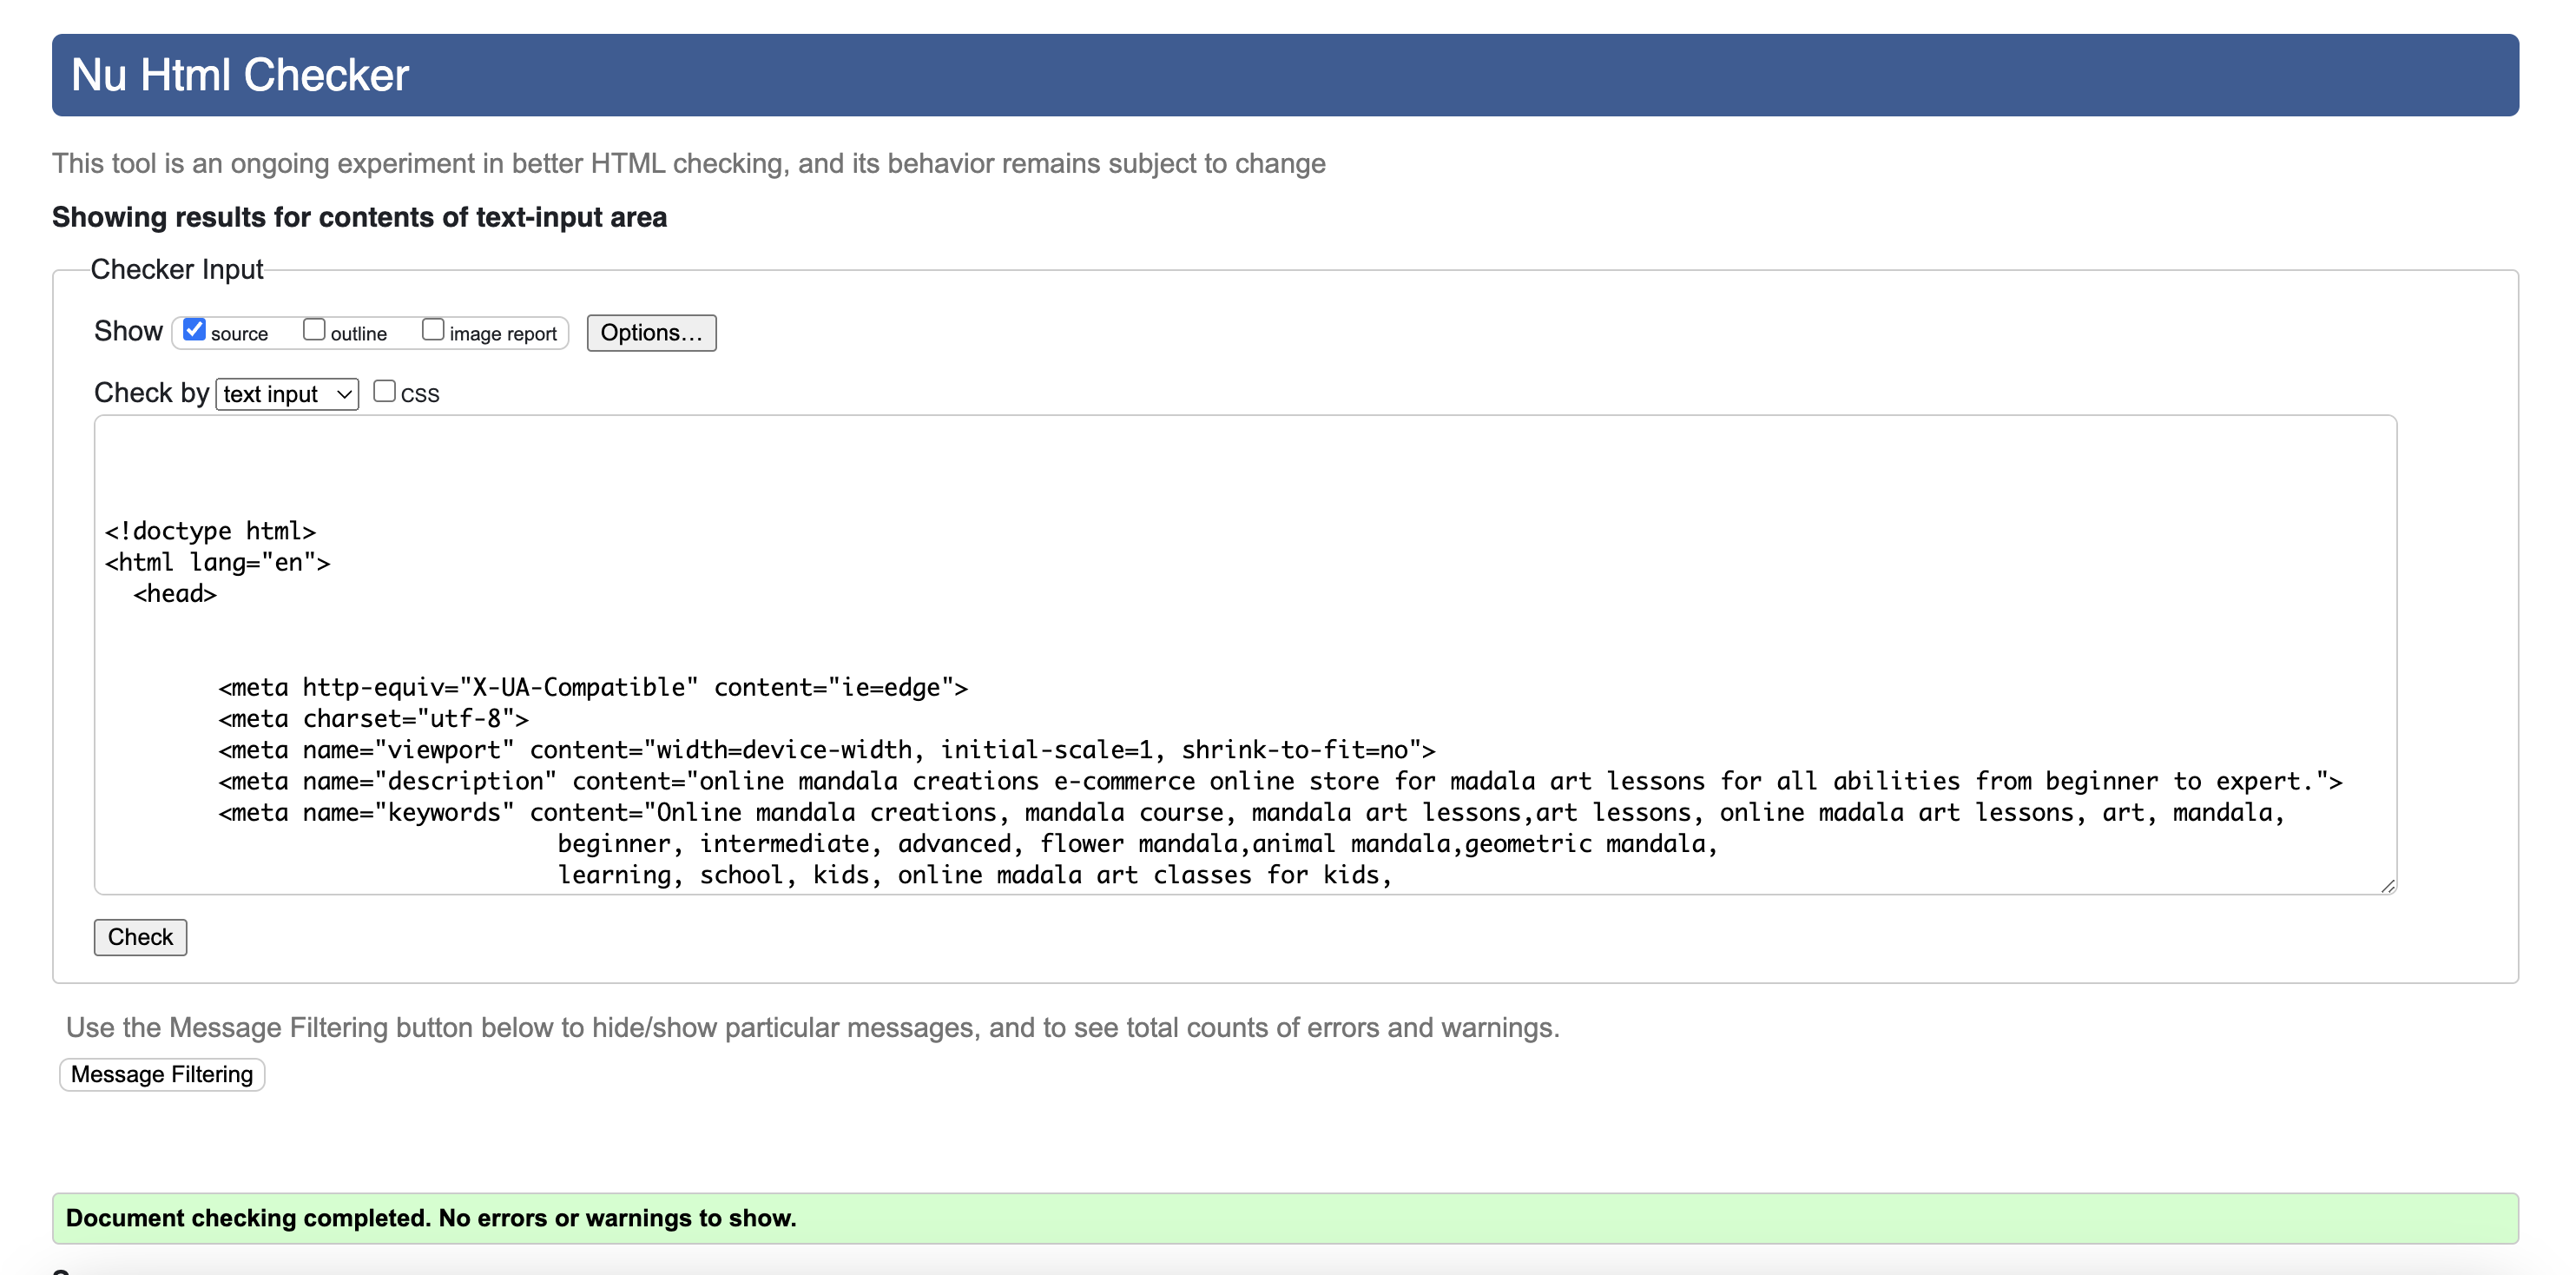 Nu Html Checker
This tool is an ongoing experiment in better HTML checking, and its behavior remains subject to change
Showing results for contents of text-input area
Checker Input
Show source outline image report Options...
Check by text input css
<!doctype html>
<html lang="en">
<head>
<meta http-equiv="X-UA-Compatible" content="ie=edge">
<meta charset="utf-8">
<meta name="viewport" content="width=device-width, initial-scale=1, shrink-to-fit=no">
<meta name="description" content="online mandala creations e-commerce online store for madala art lessons for all abilities from beginner to expert.">
<meta name="keywords" content="Online mandala creations, mandala course, mandala art lessons,art lessons, online madala art lessons, art, mandala,
beginner, intermediate, advanced, flower mandala,animal mandala,geometric mandala,
learning, school, kids, online madala art classes for kids,
Check
Use the Message Filtering button below to hide/show particular messages, and to see total counts of errors and warnings.
Message Filtering
Document checking completed. No errors or warnings to show.